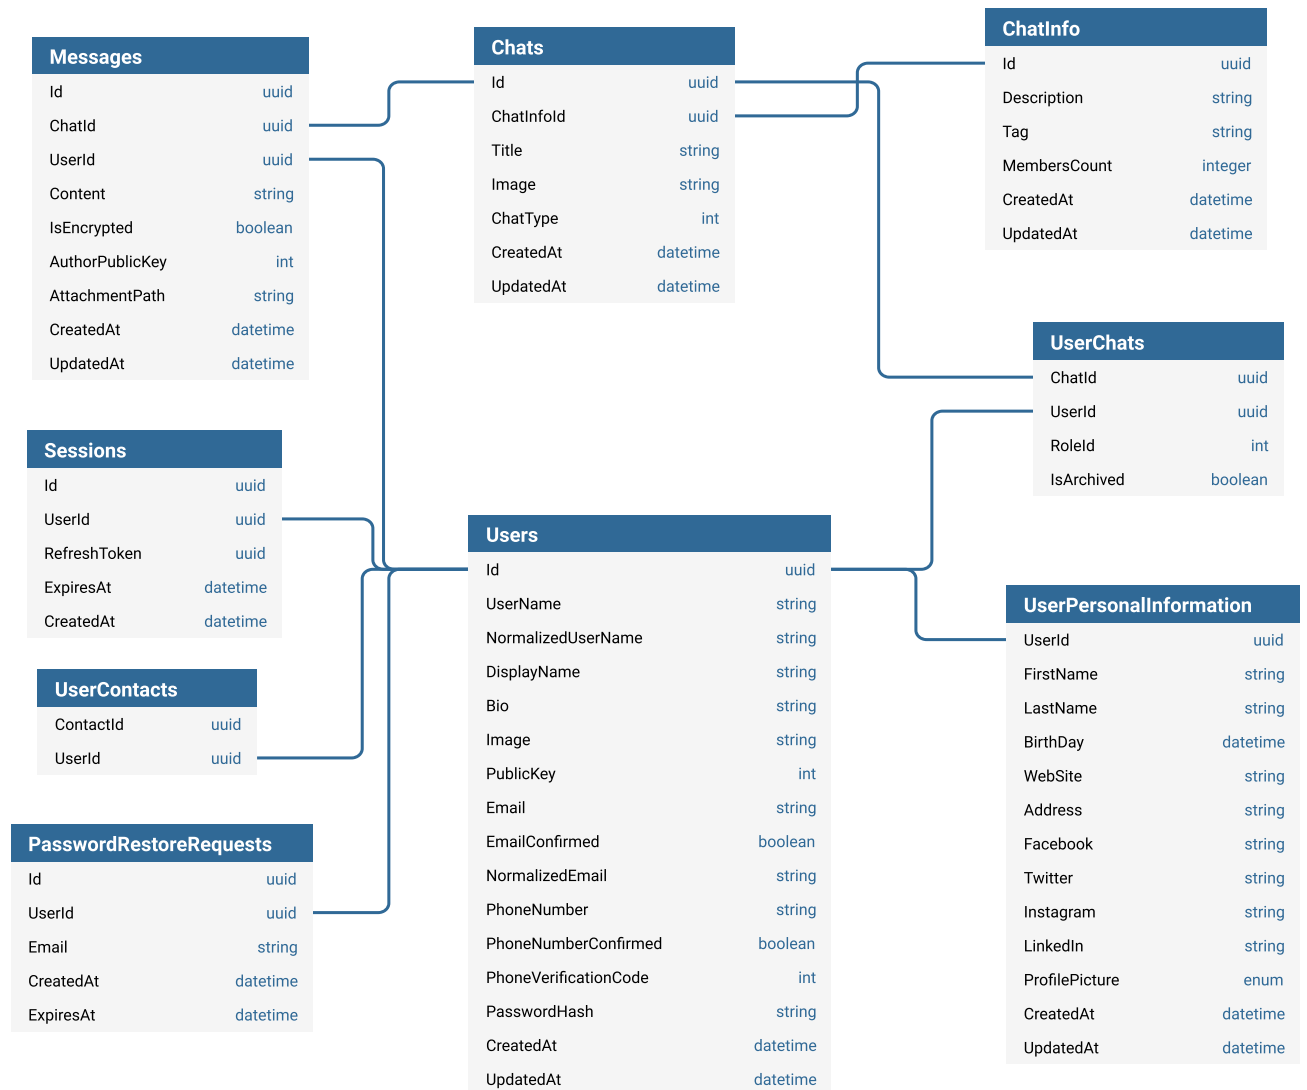 Messages
Id uuid
ChatId uuid
UserId uuid
Content string
IsEncrypted boolean
AuthorPublicKey int
AttachmentPath string
CreatedAt datetime
UpdatedAt datetime
Chats
Id uuid
ChatInfoId uuid
Title string
Image string
ChatType int
CreatedAt datetime
UpdatedAt datetime
ChatInfo
Id uuid
Description string
Tag string
MembersCount integer
CreatedAt datetime
UpdatedAt datetime
UserChats
ChatId uuid
UserId uuid
RoleId int
IsArchived boolean
Sessions
Id uuid
UserId uuid
RefreshToken uuid
ExpiresAt datetime
CreatedAt datetime
Users
Id uuid
UserName string
NormalizedUserName string
DisplayName string
Bio string
Image string
PublicKey int
Email string
EmailConfirmed boolean
NormalizedEmail string
PhoneNumber string
PhoneNumberConfirmed boolean
PhoneVerificationCode int
PasswordHash string
CreatedAt datetime
UpdatedAt datetime
UserPersonalInformation
UserId uuid
FirstName string
LastName string
BirthDay datetime
WebSite string
Address string
Facebook string
Twitter string
Instagram string
LinkedIn string
ProfilePicture enum
CreatedAt datetime
UpdatedAt datetime
UserContacts
ContactId uuid
UserId uuid
PasswordRestoreRequests
Id uuid
UserId uuid
Email string
CreatedAt datetime
ExpiresAt datetime